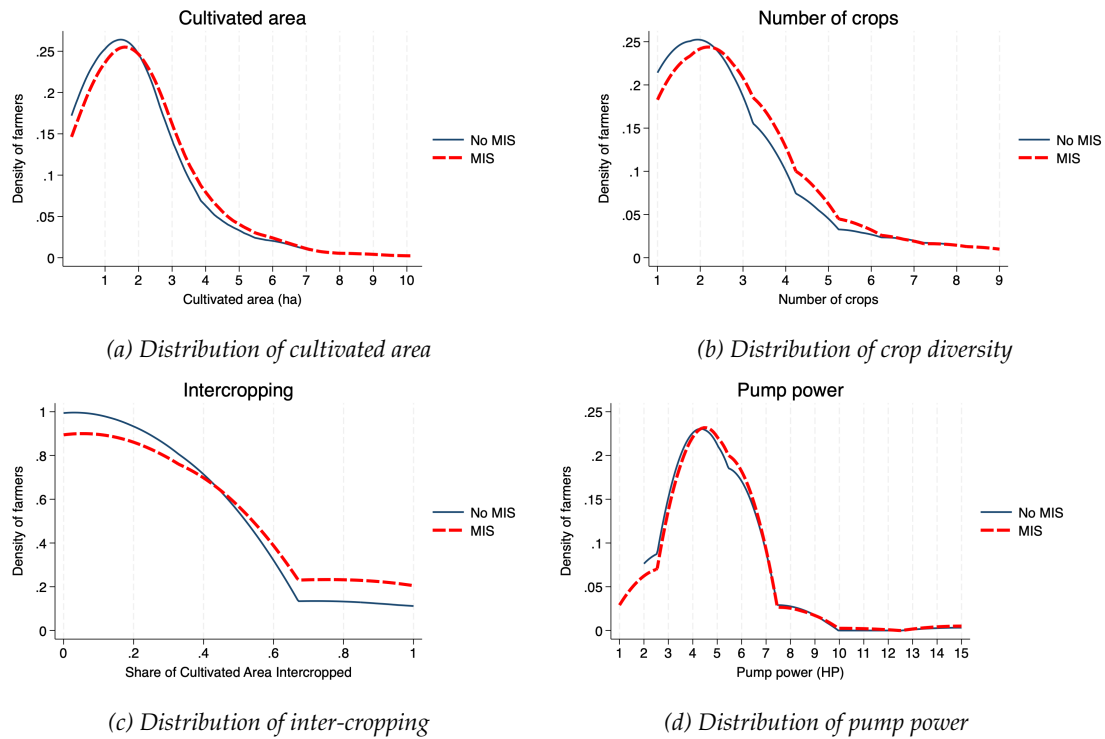 Cultivated area
Density of farmers
.25
.2
.15
.1
.05
0
1 2 3 4 5 6 7 8 9 10
Cultivated area (ha)
No MIS
MIS
(a) Distribution of cultivated area
Number of crops
Density of farmers
.25
.2
.15
.1
.05
0
1 2 3 4 5 6 7 8 9
Number of crops
No MIS
MIS
(b) Distribution of crop diversity
Intercropping
Density of farmers
1
.8
.6
.4
.2
0
0 .2 .4 .6 .8 1
Share of Cultivated Area Intercropped
No MIS
MIS
(c) Distribution of inter-cropping
Pump power
Density of farmers
.25
.2
.15
.1
.05
0
1 2 3 4 5 6 7 8 9 10 11 12 13 14 15
Pump power (HP)
No MIS
MIS
(d) Distribution of pump power